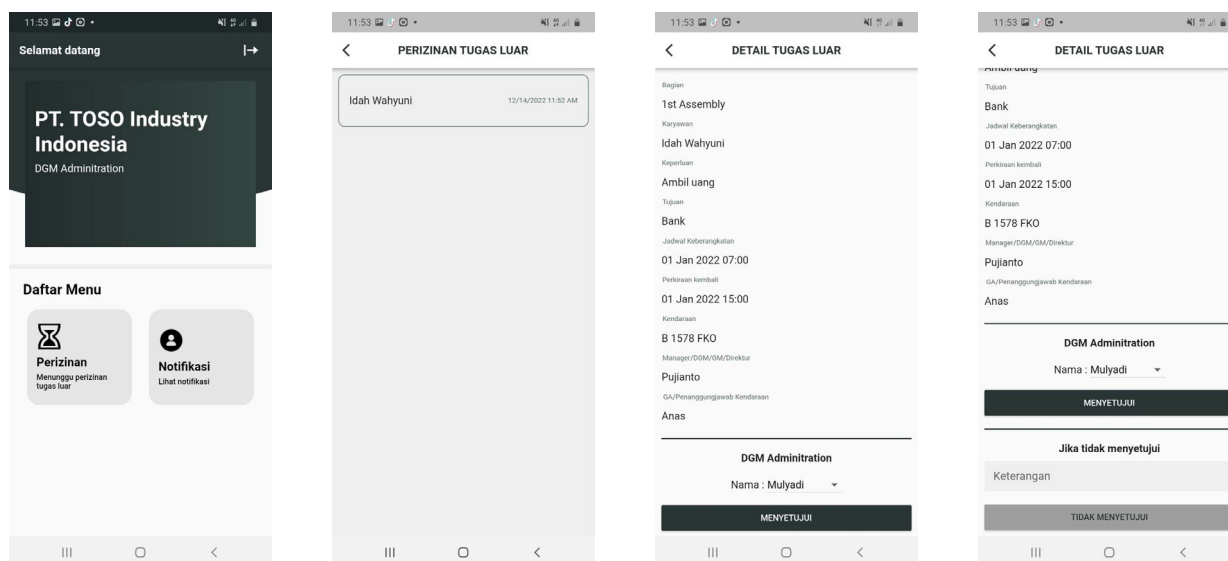 11:53
Selamat datang
PT. TOSO Industry
Indonesia
DGM Adminitration
Daftar Menu
Perizinan
Menunggu perizinan
tugas luar
Notifikasi
Lihat notifikasi
11:53
PERIZINAN TUGAS LUAR
Idah Wahyuni
12/14/2022 11:52 AM
11:53
DETAIL TUGAS LUAR
Bagian
1st Assembly
Karyawan
Idah Wahyuni
Keperluan
Ambil uang
Tujuan
Bank
Jadwal Keberangkatan
01 Jan 2022 07:00
Perkiraan kembali
01 Jan 2022 15:00
Kendaraan
B 1578 FKO
Manager/DGM/GM/Direktur
Pujianto
GA/Penanggungjawab Kendaraan
Anas
DGM Adminitration
Nama : Mulyadi
MENYETUJUI
11:53
DETAIL TUGAS LUAR
Ambil uang
Tujuan
Bank
Jadwal Keberangkatan
01 Jan 2022 07:00
Perkiraan kembali
01 Jan 2022 15:00
Kendaraan
B 1578 FKO
Manager/DGM/GM/Direktur
Pujianto
GA/Penanggungjawab Kendaraan
Anas
DGM Adminitration
Nama : Mulyadi
MENYETUJUI
Jika tidak menyetujui
Keterangan
TIDAK MENYETUJUI